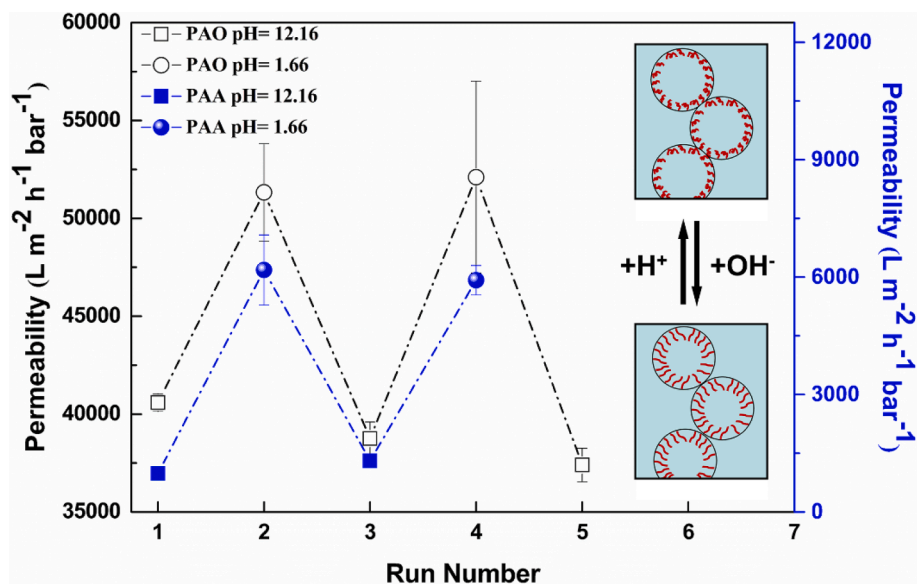 60000
55000
50000
45000
40000
35000
Permeability (L m⁻² h⁻¹ bar⁻¹)
PAO pH= 12.16
PAO pH= 1.66
PAA pH= 12.16
PAA pH= 1.66
+H⁺
+OH⁻
12000
9000
6000
3000
0
Permeability (L m⁻² h⁻¹ bar⁻¹)
1 2 3 4 5 6 7
Run Number